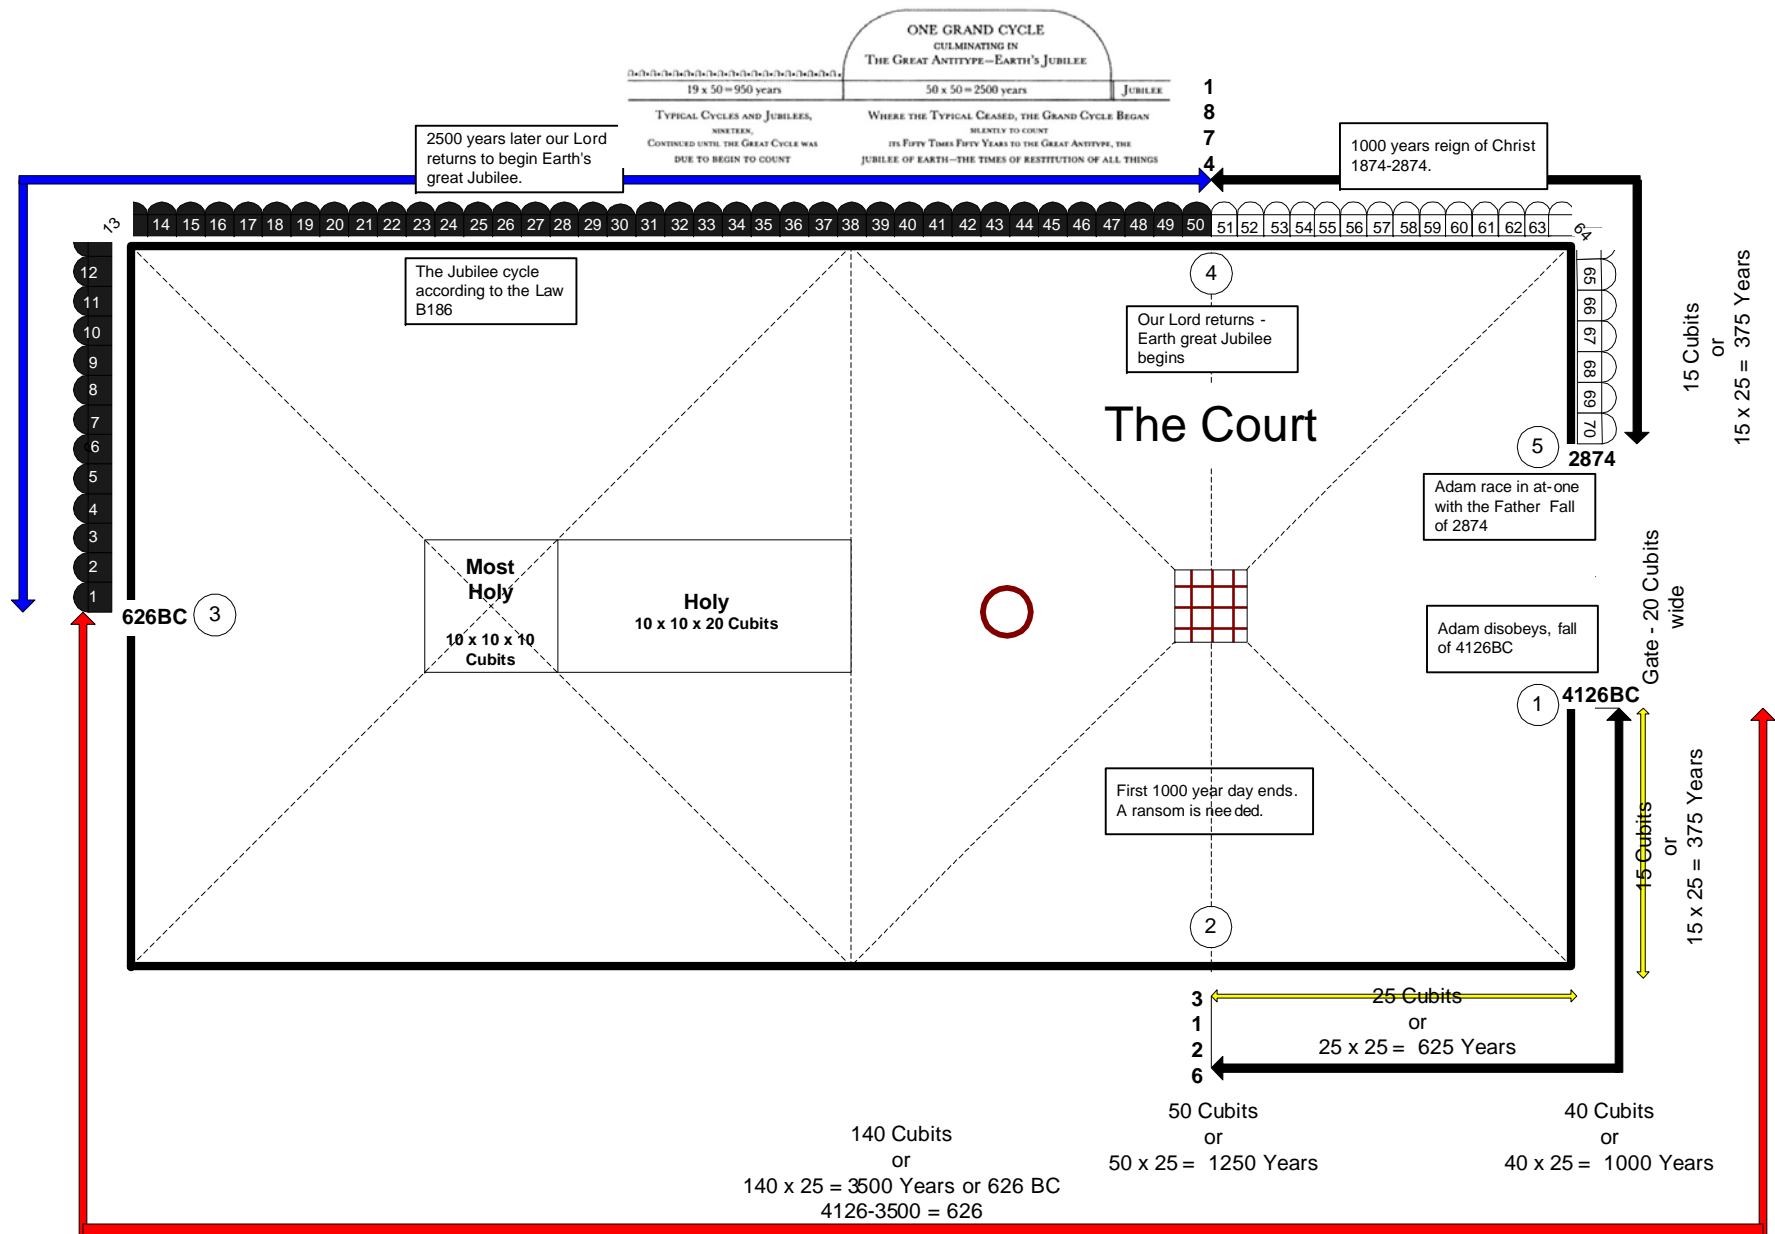 ONE GRAND CYCLE
CULMINATING IN
THE GREAT ANTITYPE—EARTH'S JUBILEE
19 x 50=950 years
50 x 50=2500 years
JUBILEE
TYPICAL CYCLES AND JUBILEES,
NINETEEN,
CONTINUED UNTIL THE GREAT CYCLE WAS
DUE TO BEGIN TO COUNT
WHERE THE TYPICAL CEASED, THE GRAND CYCLE BEGAN
SILENTLY TO COUNT
ITS FIFTY TIMES FIFTY YEARS TO THE GREAT ANTITYPE, THE
JUBILEE OF EARTH—THE TIMES OF RESTITUTION OF ALL THINGS
1
8
7
4
2500 years later our Lord
returns to begin Earth's
great Jubilee.
1000 years reign of Christ
1874-2874.
13
14 15 16 17 18 19 20 21 22 23 24 25 26 27 28 29 30 31 32 33 34 35 36 37 38 39 40 41 42 43 44 45 46 47 48 49 50 51 52 53 54 55 56 57 58 59 60 61 62 63
64
12
11
10
9
8
7
6
5
4
3
2
1
65
66
67
68
69
70
The Jubilee cycle
according to the Law
B186
4
Our Lord returns -
Earth great Jubilee
begins
The Court
15 Cubits
or
15 x 25 = 375 Years
5
2874
Adam race in at-one
with the Father Fall
of 2874
Most
Holy
10 x 10 x 10
Cubits
Holy
10 x 10 x 20 Cubits
626BC
3
Gate - 20 Cubits
wide
Adam disobeys, fall
of 4126BC
1
4126BC
First 1000 year day ends.
A ransom is needed.
15 Cubits
or
15 x 25 = 375 Years
2
3
1
2
6
25 Cubits
or
25 x 25 = 625 Years
50 Cubits
or
50 x 25 = 1250 Years
40 Cubits
or
40 x 25 = 1000 Years
140 Cubits
or
140 x 25 = 3500 Years or 626 BC
4126-3500 = 626